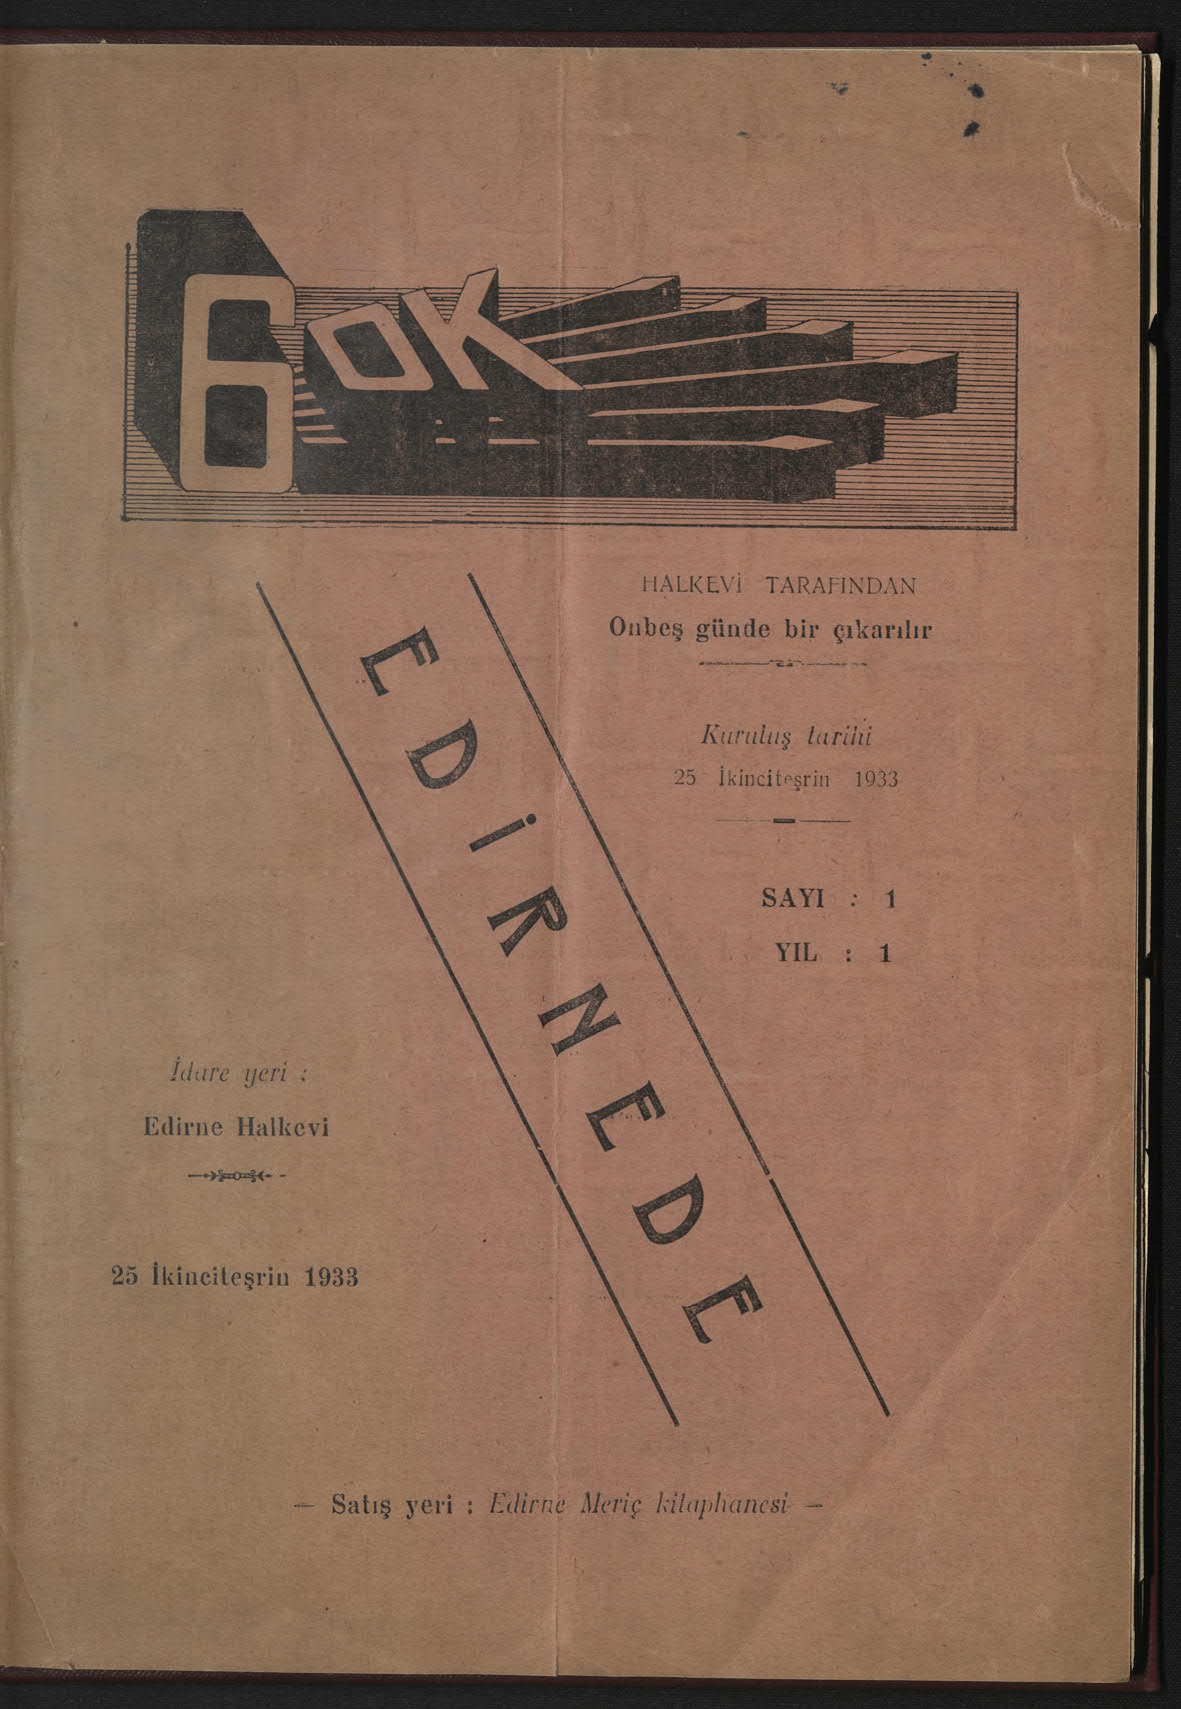 6 OK
HALKEVİ TARAFINDAN
Onbeş günde bir çıkarılır
Kuruluş tarihi
25 İkinciteşrin 1933
EDİRNEDE
SAYI : 1
YIL : 1
İdare yeri :
Edirne Halkevi
25 İkinciteşrin 1933
— Satış yeri : Edirne Meriç kitaphanesi —